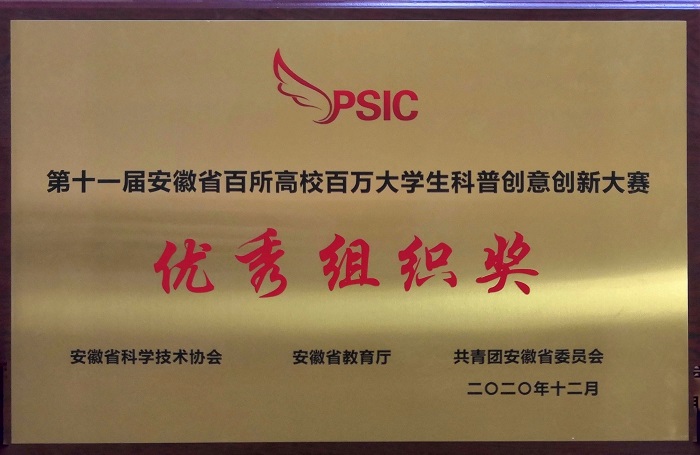 PSIC
第十一届安徽省百所高校百万大学生科普创意创新大赛
优秀组织奖
安徽省科学技术协会 安徽省教育厅 共青团安徽省委员会
二〇二〇年十二月